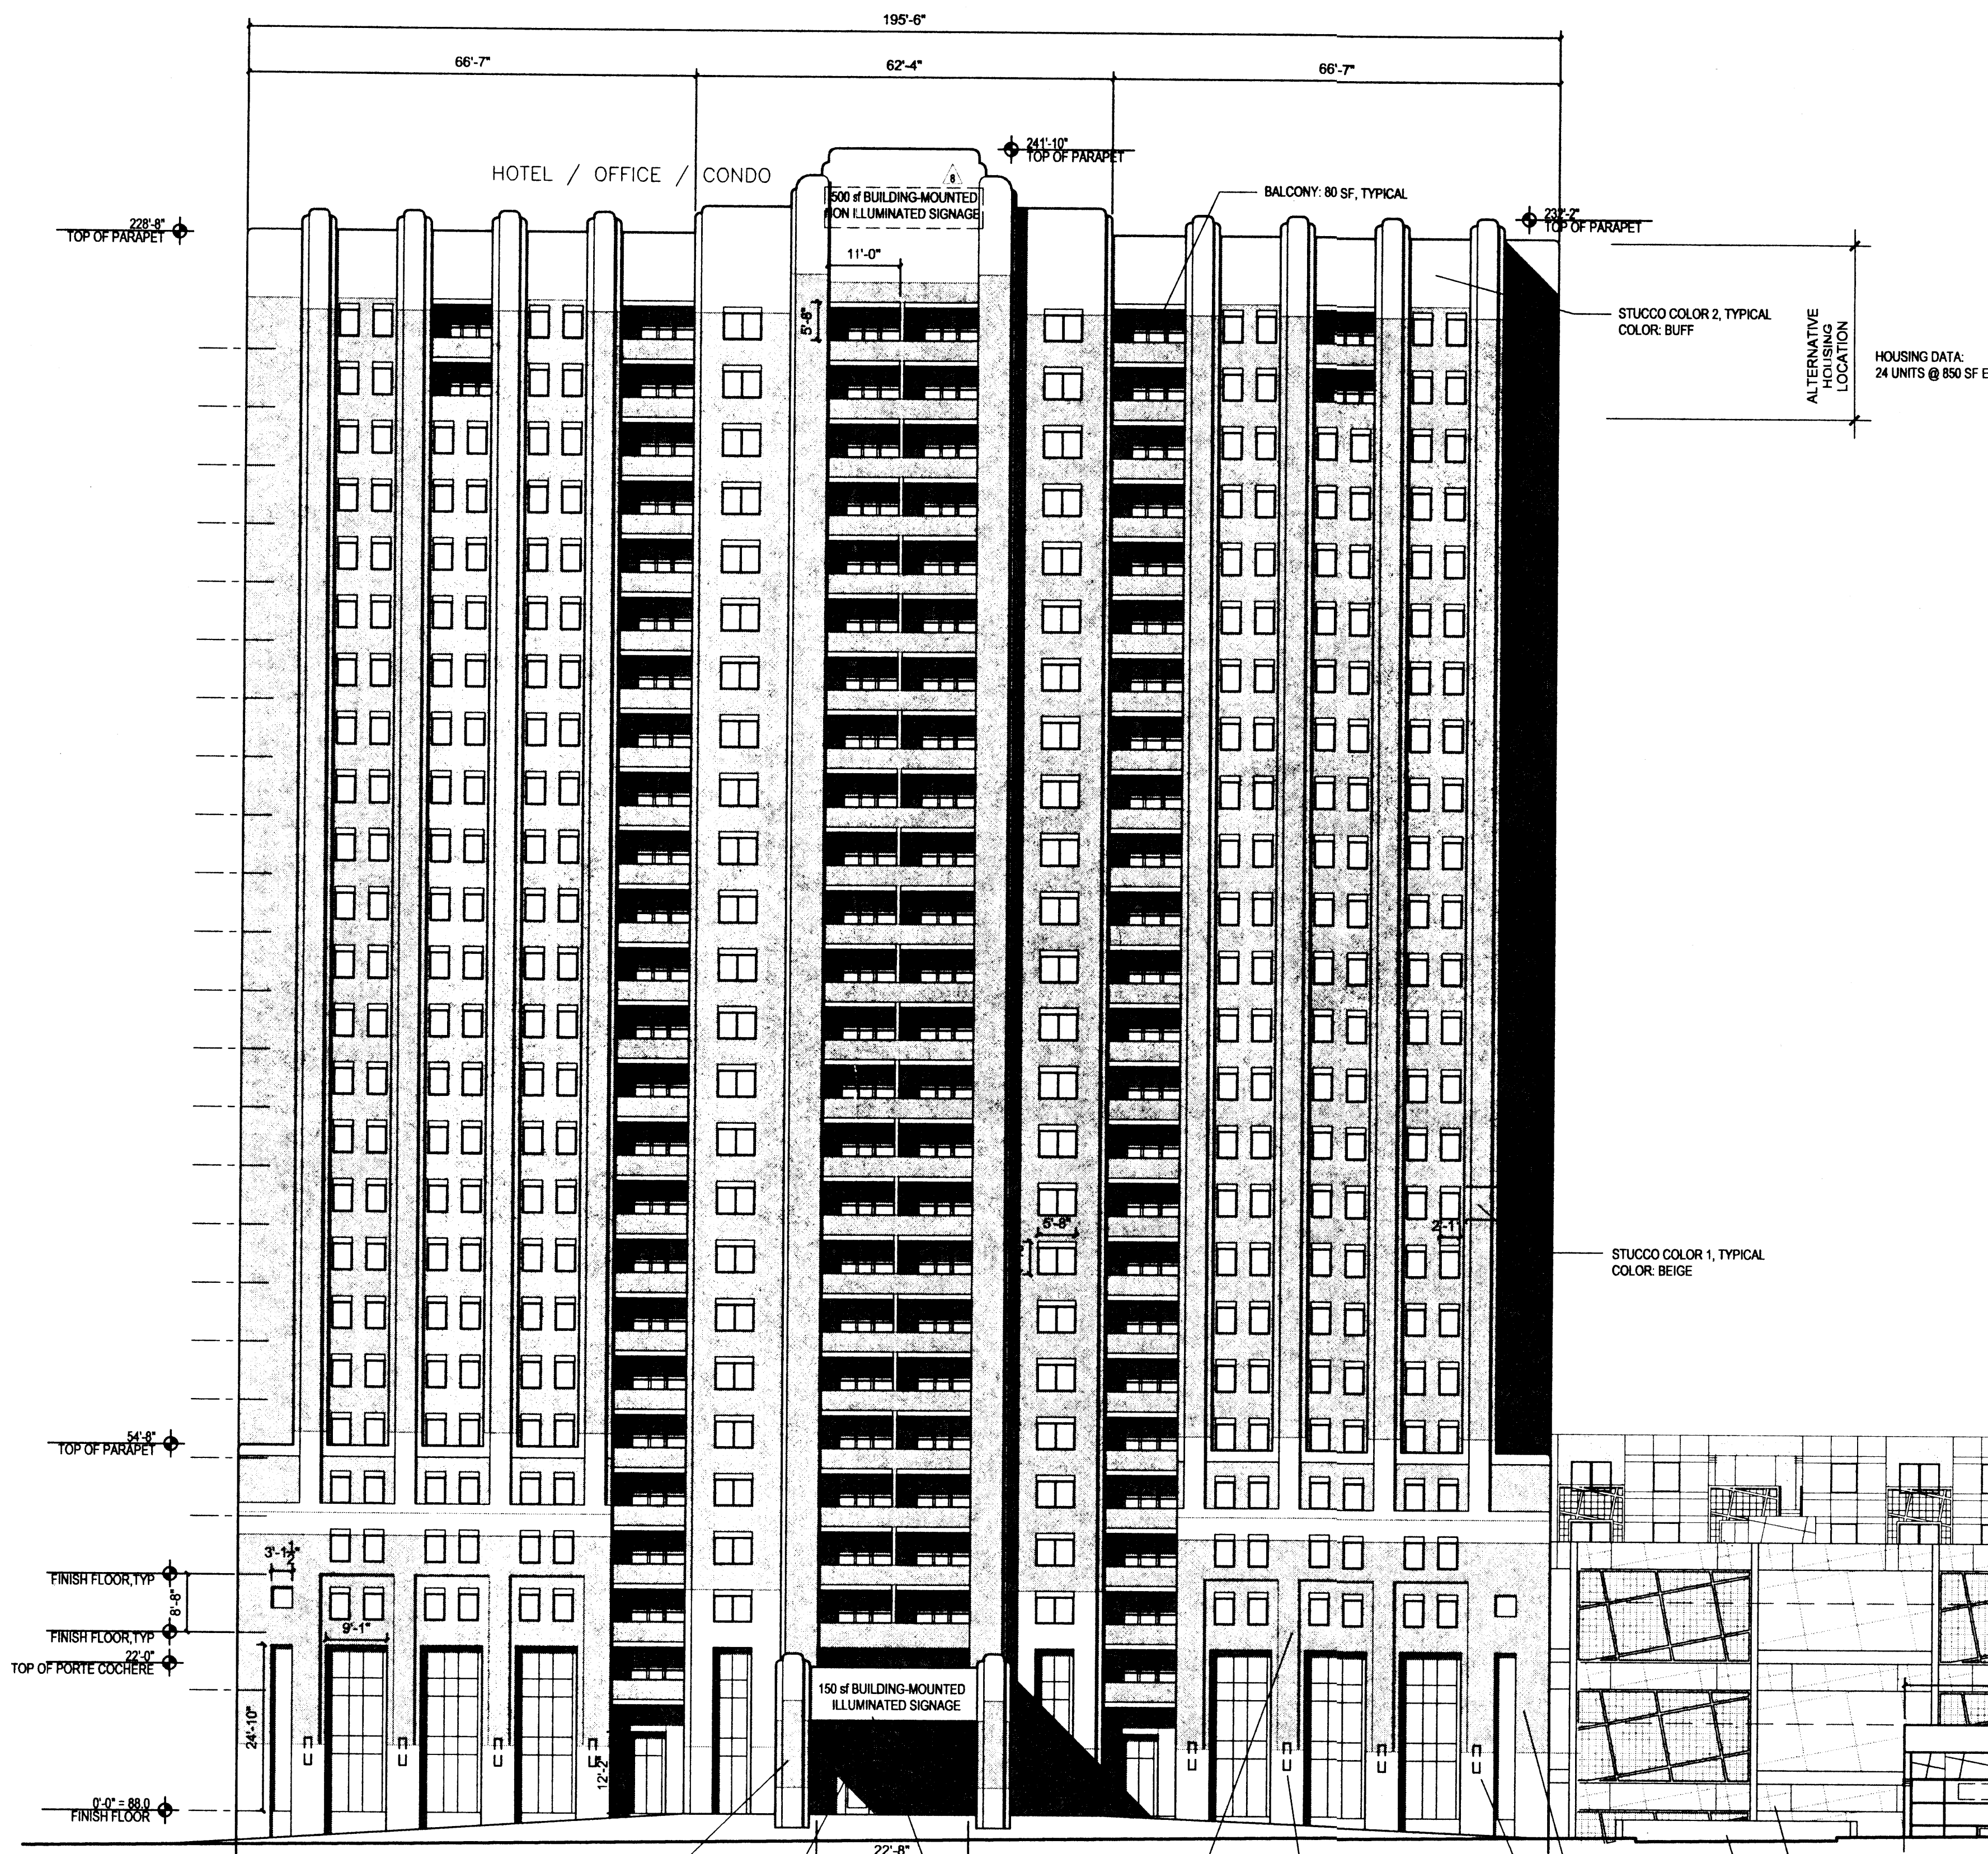 195'-6"
66'-7"
62'-4"
66'-7"
241'-10"
TOP OF PARAPET
HOTEL / OFFICE / CONDO
6
500 sf BUILDING-MOUNTED
NON ILLUMINATED SIGNAGE
BALCONY: 80 SF, TYPICAL
228'-8"
TOP OF PARAPET
232'-2"
TOP OF PARAPET
11'-0"
5'-6"
STUCCO COLOR 2, TYPICAL
COLOR: BUFF
ALTERNATIVE
HOUSING
LOCATION
HOUSING DATA:
24 UNITS @ 850 SF E
5'-8"
2'-1"
STUCCO COLOR 1, TYPICAL
COLOR: BEIGE
54'-8"
TOP OF PARAPET
3'-1½"
FINISH FLOOR,TYP
8'-8"
9'-1"
FINISH FLOOR,TYP
22'-0"
TOP OF PORTE COCHERE
150 sf BUILDING-MOUNTED
ILLUMINATED SIGNAGE
24'-10"
12'-2"
0'-0" = 88.0
FINISH FLOOR
22'-8"